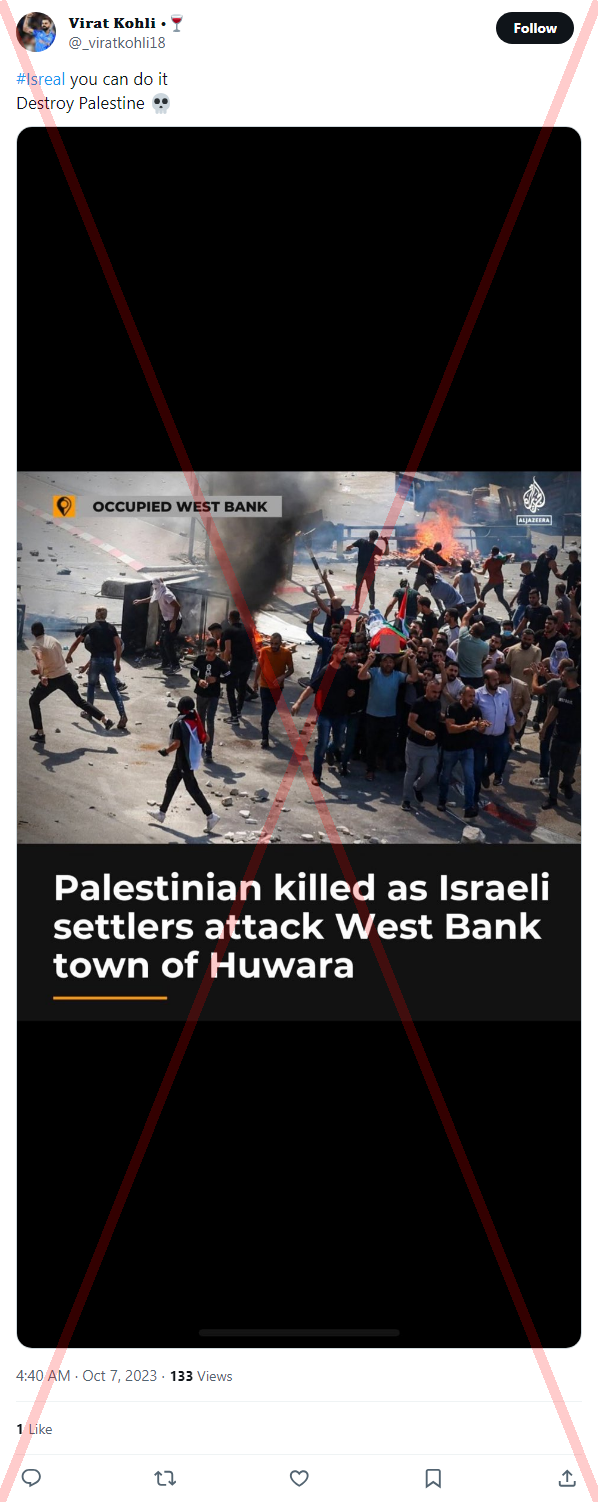 Virat Kohli • 🍷
@_viratkohli18
Follow
#Isreal you can do it
Destroy Palestine 💀
OCCUPIED WEST BANK
ALJAZEERA
Palestinian killed as Israeli
settlers attack West Bank
town of Huwara
4:40 AM · Oct 7, 2023 · 133 Views
1 Like